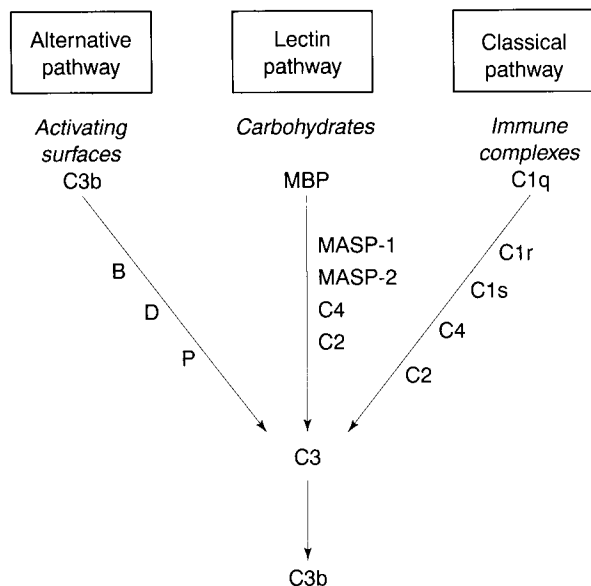 Alternative
pathway
Lectin
pathway
Classical
pathway
Activating
surfaces
Carbohydrates
Immune
complexes
C3b
MBP
C1q
B
D
P
MASP-1
MASP-2
C4
C2
C1r
C1s
C4
C2
C3
C3b